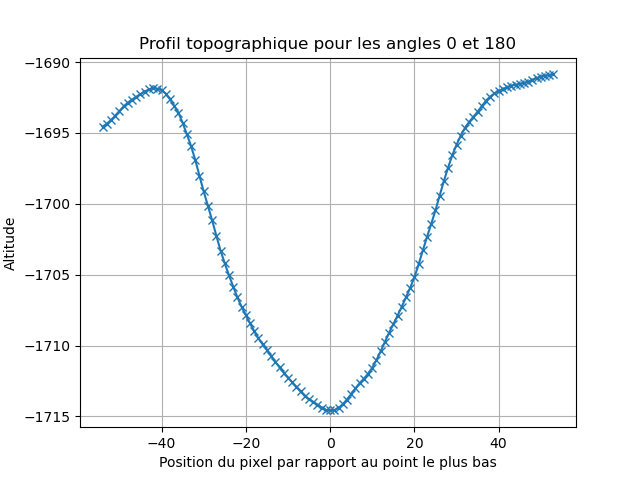 Profil topographique pour les angles 0 et 180
−1690
−1695
−1700
−1705
−1710
−1715
Altitude
−40 −20 0 20 40
Position du pixel par rapport au point le plus bas